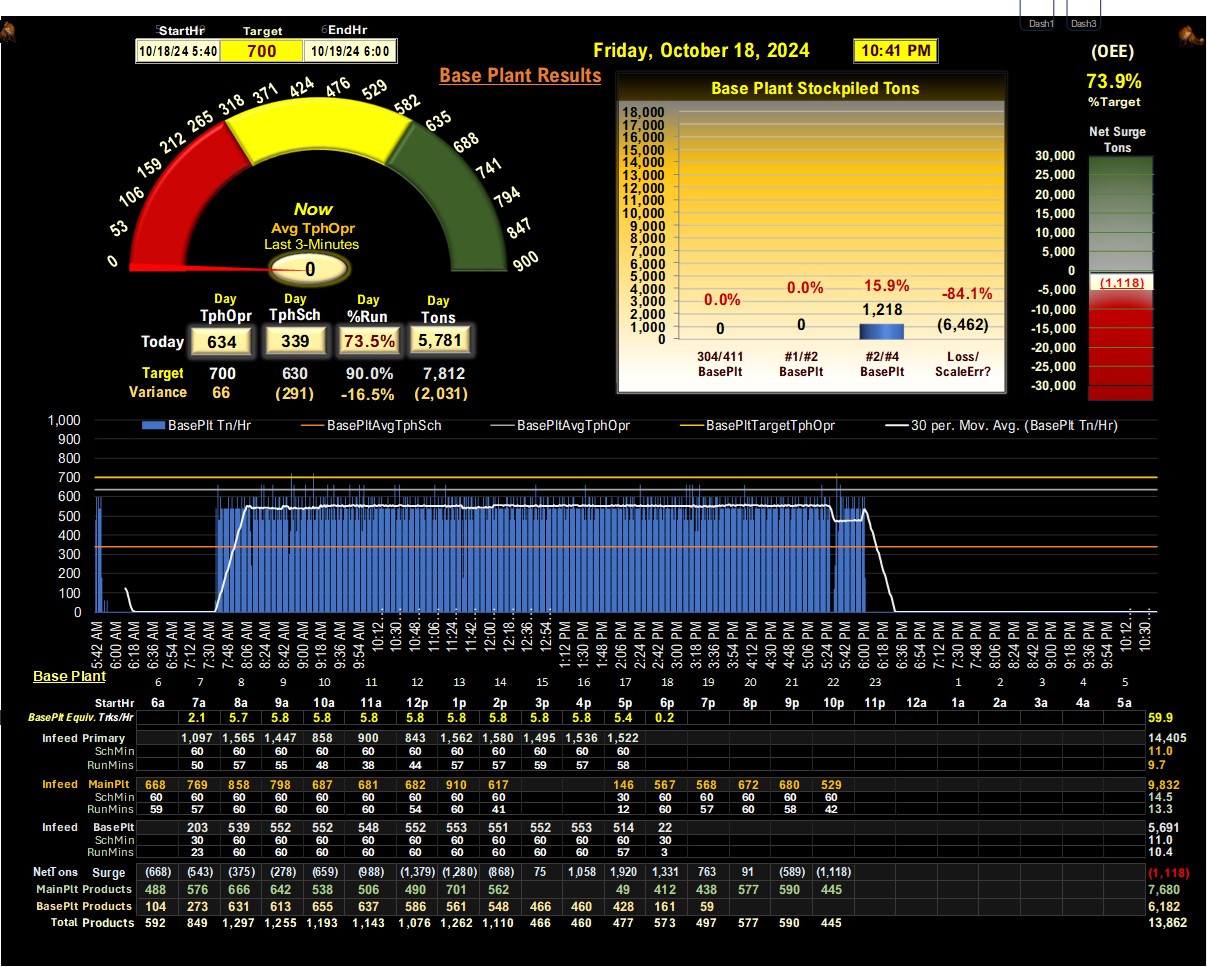 Dash1 Dash3
StartHr Target EndHr
10/18/24 5:40 700 10/19/24 6:00
Friday, October 18, 2024 10:41 PM
(OEE)
73.9%
%Target
Base Plant Results
Base Plant Stockpiled Tons
Net Surge
Tons
0 53 106 159 212 265 318 371 424 476 529 582 635 688 741 794 847 900
Now
Avg TphOpr
Last 3-Minutes
0
18,000
17,000
16,000
15,000
14,000
13,000
12,000
11,000
10,000
9,000
8,000
7,000
6,000
5,000
4,000
3,000
2,000
1,000
0
0.0% 0.0% 15.9% -84.1%
0 0 1,218 (6,462)
304/411 #1/#2 #2/#4 Loss/
BasePlt BasePlt BasePlt ScaleErr?
30,000
25,000
20,000
15,000
10,000
5,000
0
-5,000
-10,000
-15,000
-20,000
-25,000
-30,000
(1,118)
Day Day Day Day
TphOpr TphSch %Run Tons
Today 634 339 73.5% 5,781
Target 700 630 90.0% 7,812
Variance 66 (291) -16.5% (2,031)
BasePlt Tn/Hr BasePltAvgTphSch BasePltAvgTphOpr BasePltTargetTphOpr 30 per. Mov. Avg. (BasePlt Tn/Hr)
1,000
900
800
700
600
500
400
300
200
100
0
5:42 AM 6:00 AM 6:18 AM 6:36 AM 6:54 AM 7:12 AM 7:30 AM 7:48 AM 8:06 AM 8:24 AM 8:42 AM 9:00 AM 9:18 AM 9:36 AM 9:54 AM 10:12... 10:30... 10:48... 11:06... 11:24... 11:42... 12:00... 12:18... 12:36... 12:54... 1:12 PM 1:30 PM 1:48 PM 2:06 PM 2:24 PM 2:42 PM 3:00 PM 3:18 PM 3:36 PM 3:54 PM 4:12 PM 4:30 PM 4:48 PM 5:06 PM 5:24 PM 5:42 PM 6:00 PM 6:18 PM 6:36 PM 6:54 PM 7:12 PM 7:30 PM 7:48 PM 8:06 PM 8:24 PM 8:42 PM 9:00 PM 9:18 PM 9:36 PM 9:54 PM 10:12... 10:30...
Base Plant
6 7 8 9 10 11 12 13 14 15 16 17 18 19 20 21 22 23 1 2 3 4 5
StartHr 6a 7a 8a 9a 10a 11a 12p 1p 2p 3p 4p 5p 6p 7p 8p 9p 10p 11p 12a 1a 2a 3a 4a 5a
BasePlt Equiv. Trks/Hr 2.1 5.7 5.8 5.8 5.8 5.8 5.8 5.8 5.8 5.8 5.4 0.2 59.9
Infeed Primary 1,097 1,565 1,447 858 900 843 1,562 1,580 1,495 1,536 1,522 14,405
SchMin 60 60 60 60 60 60 60 60 60 60 60 11.0
RunMins 50 57 55 48 38 44 57 57 59 57 58 9.7
Infeed MainPlt 668 769 858 798 687 681 682 910 617 146 567 568 672 680 529 9,832
SchMin 60 60 60 60 60 60 60 60 60 30 60 60 60 60 60 14.5
RunMins 59 57 60 60 60 60 54 60 41 12 60 57 60 58 42 13.3
Infeed BasePlt 203 539 552 552 548 552 553 551 552 553 514 22 5,691
SchMin 30 60 60 60 60 60 60 60 60 60 60 30 11.0
RunMins 23 60 60 60 60 60 60 60 60 60 57 3 10.4
NetTons Surge (668) (543) (375) (278) (659) (988) (1,379) (1,280) (868) 75 1,058 1,920 1,331 763 91 (589) (1,118) (1,118)
MainPlt Products 488 576 666 642 538 506 490 701 562 49 412 438 577 590 445 7,680
BasePlt Products 104 273 631 613 655 637 586 561 548 466 460 428 161 59 6,182
Total Products 592 849 1,297 1,255 1,193 1,143 1,076 1,262 1,110 466 460 477 573 497 577 590 445 13,862